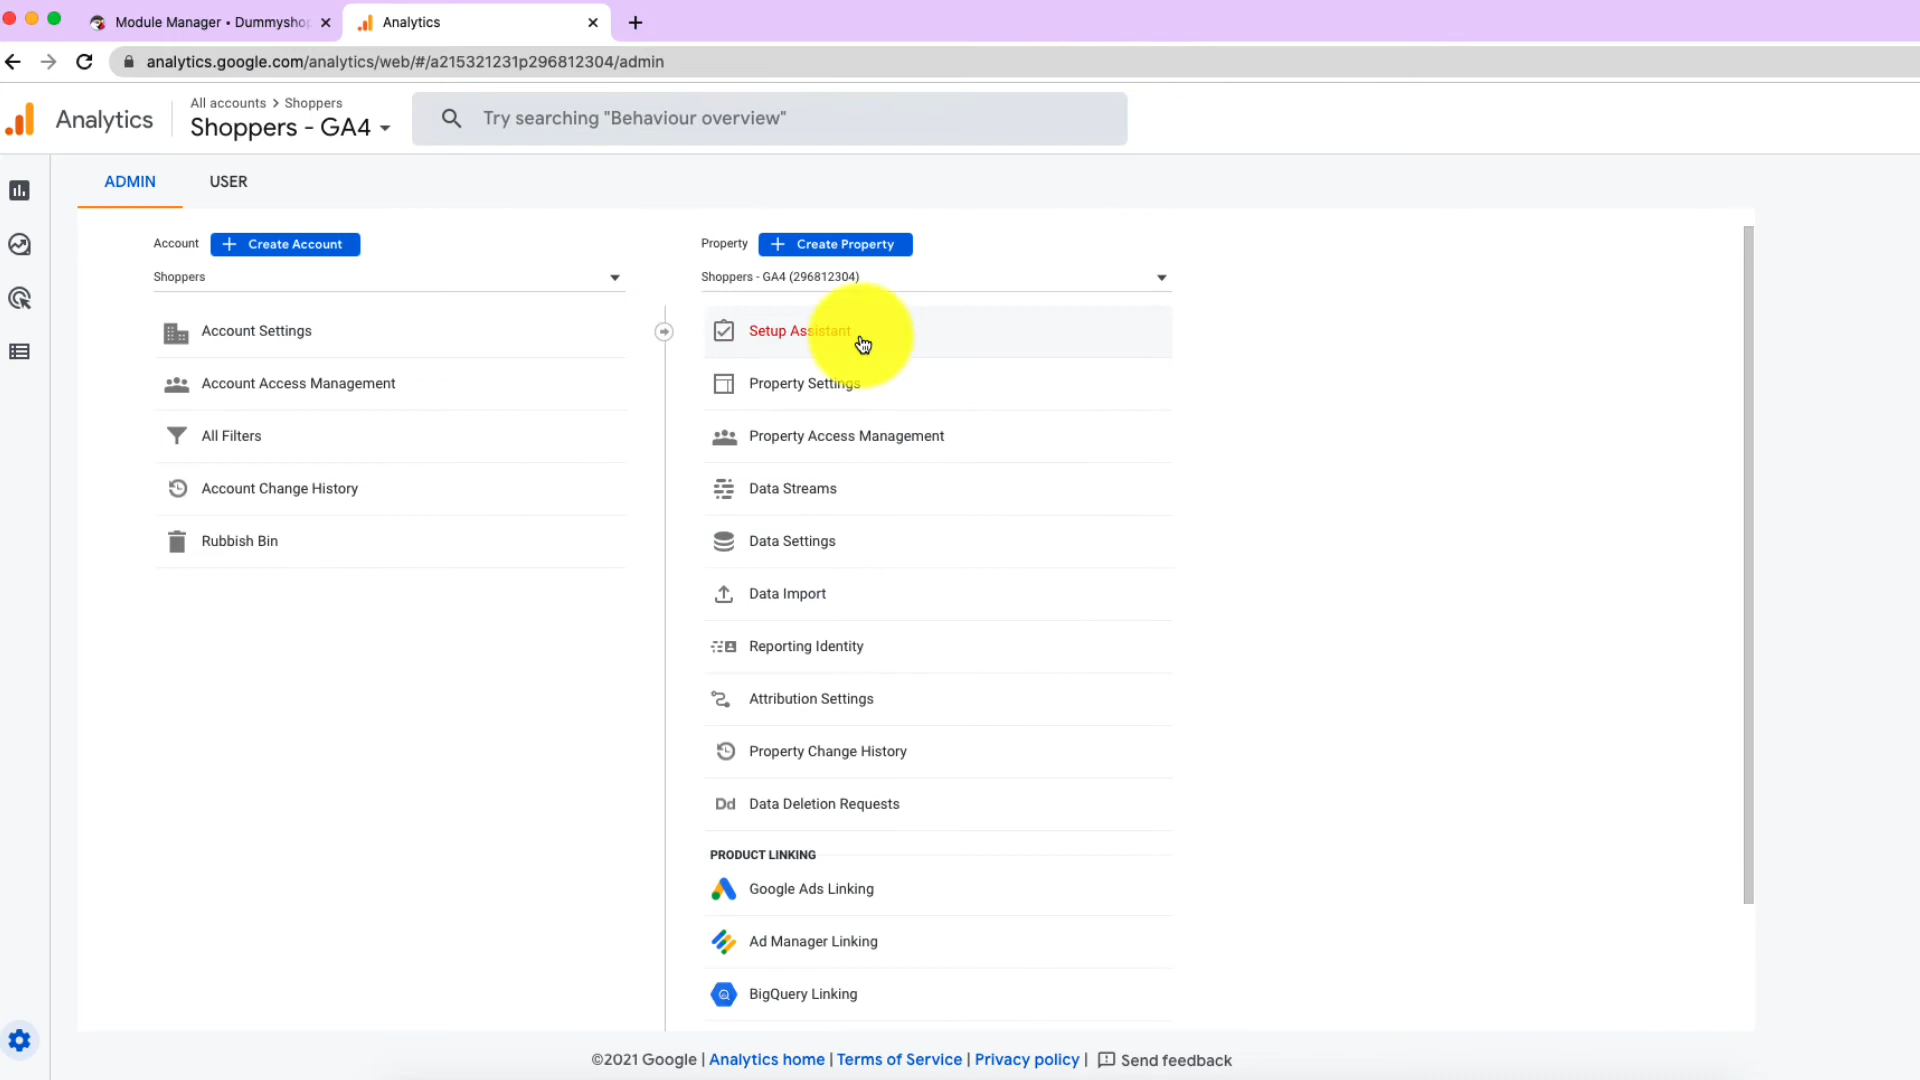 Module Manager • Dummyshop
Analytics
analytics.google.com/analytics/web/#/a215321231p296812304/admin
Analytics
All accounts > Shoppers
Shoppers - GA4
Try searching "Behaviour overview"
ADMIN
USER
Account
+ Create Account
Property
+ Create Property
Shoppers
Shoppers - GA4 (296812304)
Account Settings
Account Access Management
All Filters
Account Change History
Rubbish Bin
Setup Assistant
Property Settings
Property Access Management
Data Streams
Data Settings
Data Import
Reporting Identity
Attribution Settings
Property Change History
Dd Data Deletion Requests
PRODUCT LINKING
Google Ads Linking
Ad Manager Linking
BigQuery Linking
©2021 Google | Analytics home | Terms of Service | Privacy policy | Send feedback